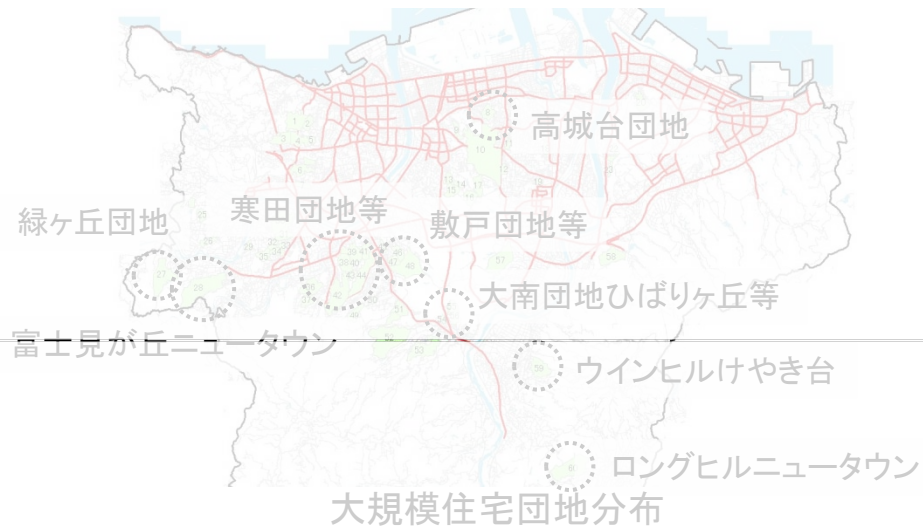 高城台団地
緑ヶ丘団地
寒田団地等
敷戸団地等
大南団地ひばりヶ丘等
富士見が丘ニュータウン
ウインヒルけやき台
ロングヒルニュータウン
大規模住宅団地分布